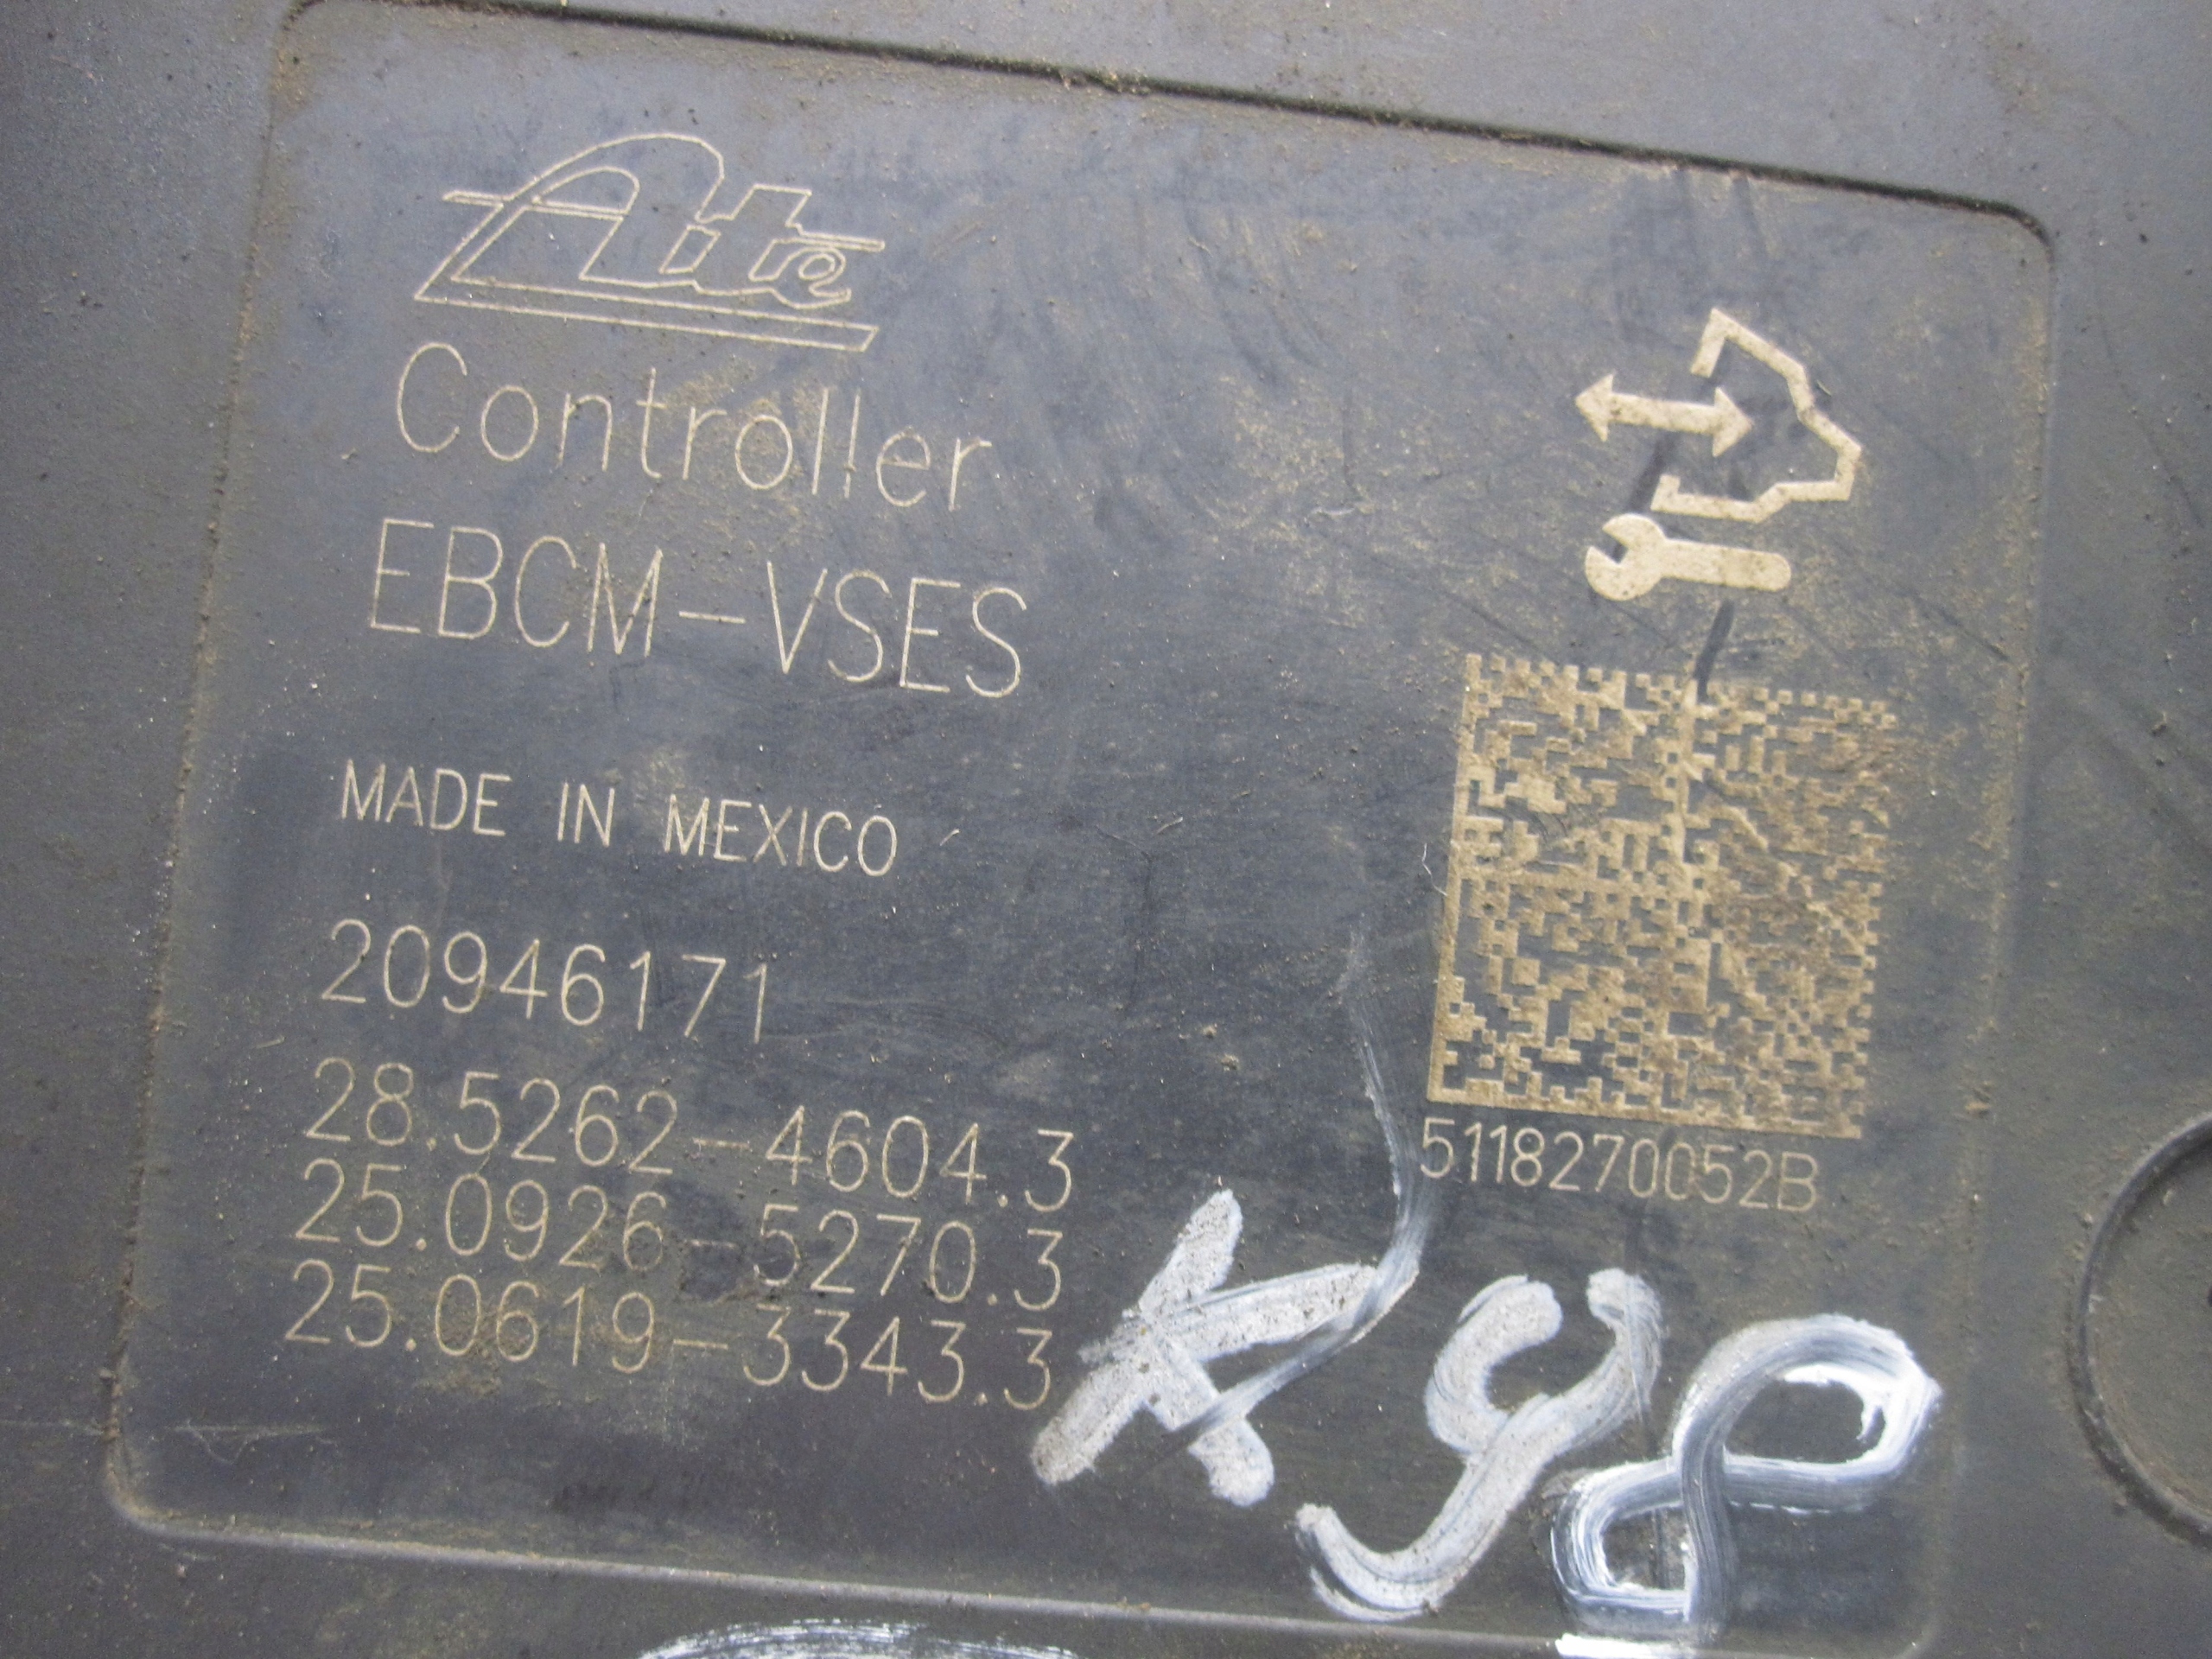 Ate
Controller
EBCM-VSES
MADE IN MEXICO
20946171
28.5262-4604.3
25.0926-5270.3
25.0619-3343.3
5118270052B
KY8